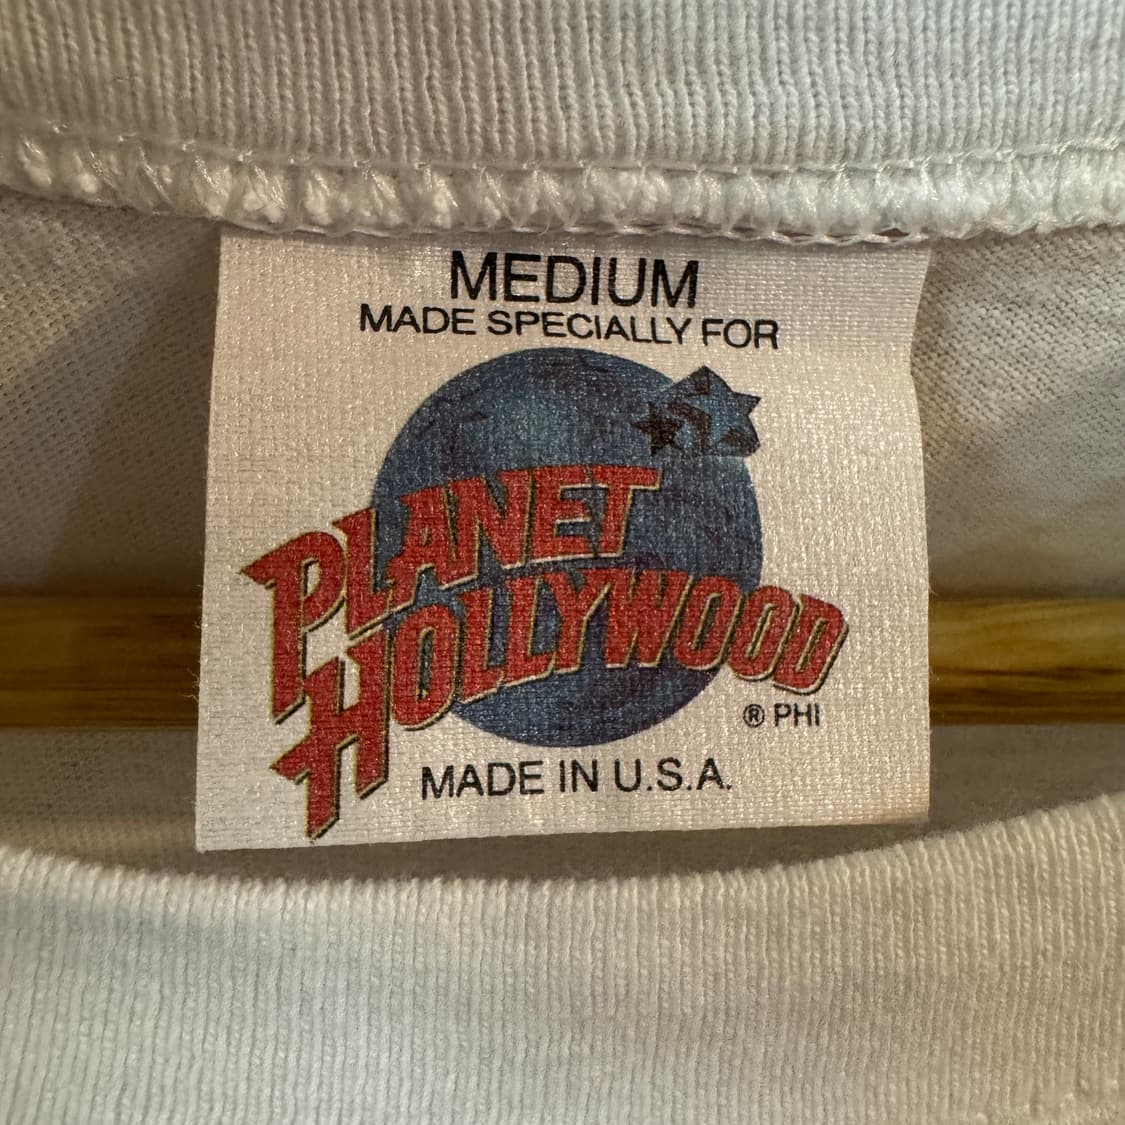 MEDIUM
MADE SPECIALLY FOR
PLANET
HOLLYWOOD
® PHI
MADE IN U.S.A.